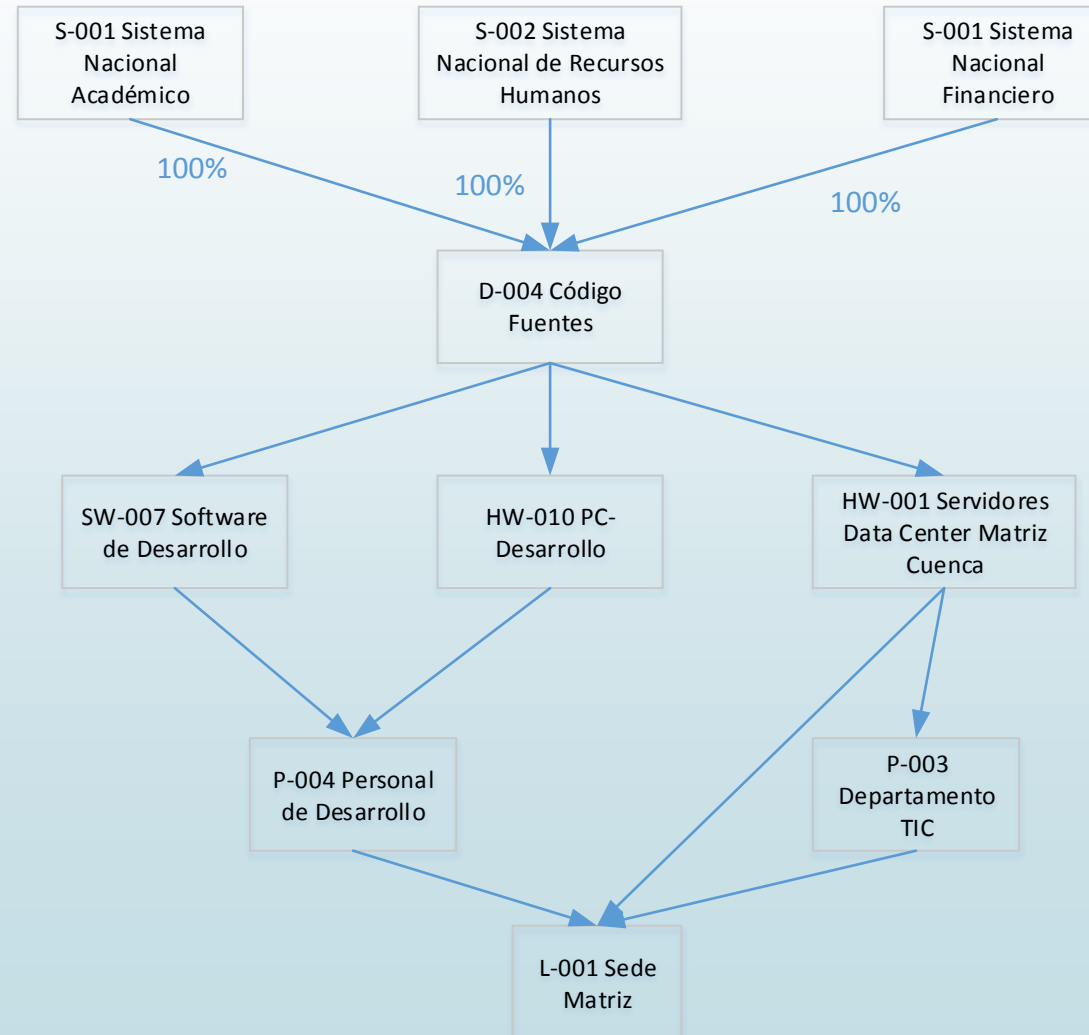 S-001 Sistema
Nacional
Académico
S-002 Sistema
Nacional de Recursos
Humanos
S-001 Sistema
Nacional
Financiero
100%
100%
100%
D-004 Código
Fuentes
SW-007 Software
de Desarrollo
HW-010 PC-
Desarrollo
HW-001 Servidores
Data Center Matriz
Cuenca
P-004 Personal
de Desarrollo
P-003
Departamento
TIC
L-001 Sede
Matriz